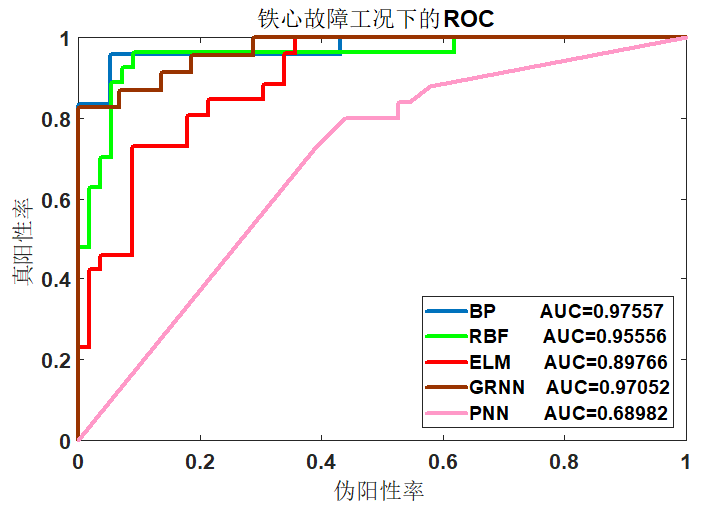 铁心故障工况下的ROC
1
0.8
0.6
0.4
0.2
0
真阳性率
BP AUC=0.97557
RBF AUC=0.95556
ELM AUC=0.89766
GRNN AUC=0.97052
PNN AUC=0.68982
0 0.2 0.4 0.6 0.8 1
伪阳性率